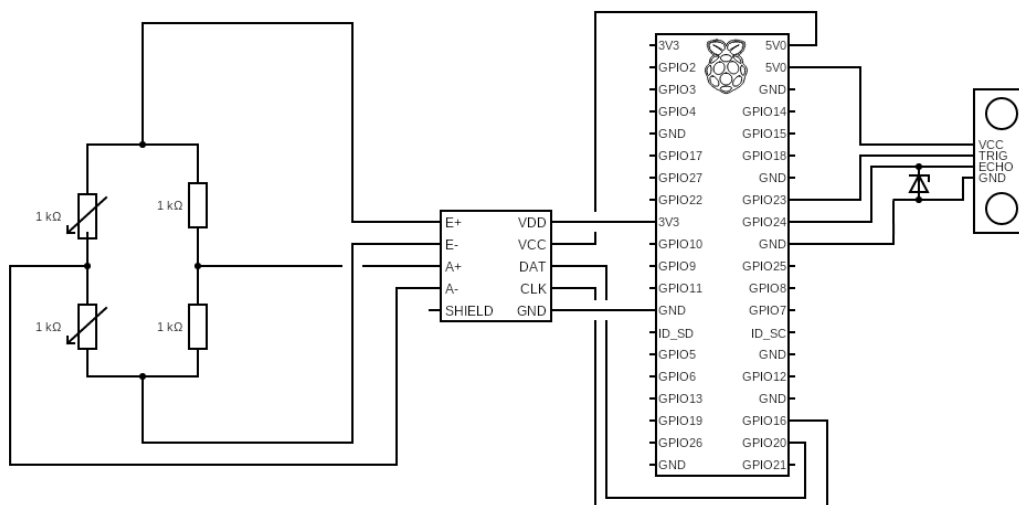 1 kΩ
1 kΩ
1 kΩ
1 kΩ
E+ VDD
E- VCC
A+ DAT
A- CLK
SHIELD GND
3V3 5V0
GPIO2 5V0
GPIO3 GND
GPIO4 GPIO14
GND GPIO15
GPIO17 GPIO18
GPIO27 GND
GPIO22 GPIO23
3V3 GPIO24
GPIO10 GND
GPIO9 GPIO25
GPIO11 GPIO8
GND GPIO7
ID_SD ID_SC
GPIO5 GND
GPIO6 GPIO12
GPIO13 GND
GPIO19 GPIO16
GPIO26 GPIO20
GND GPIO21
VCC
TRIG
ECHO
GND